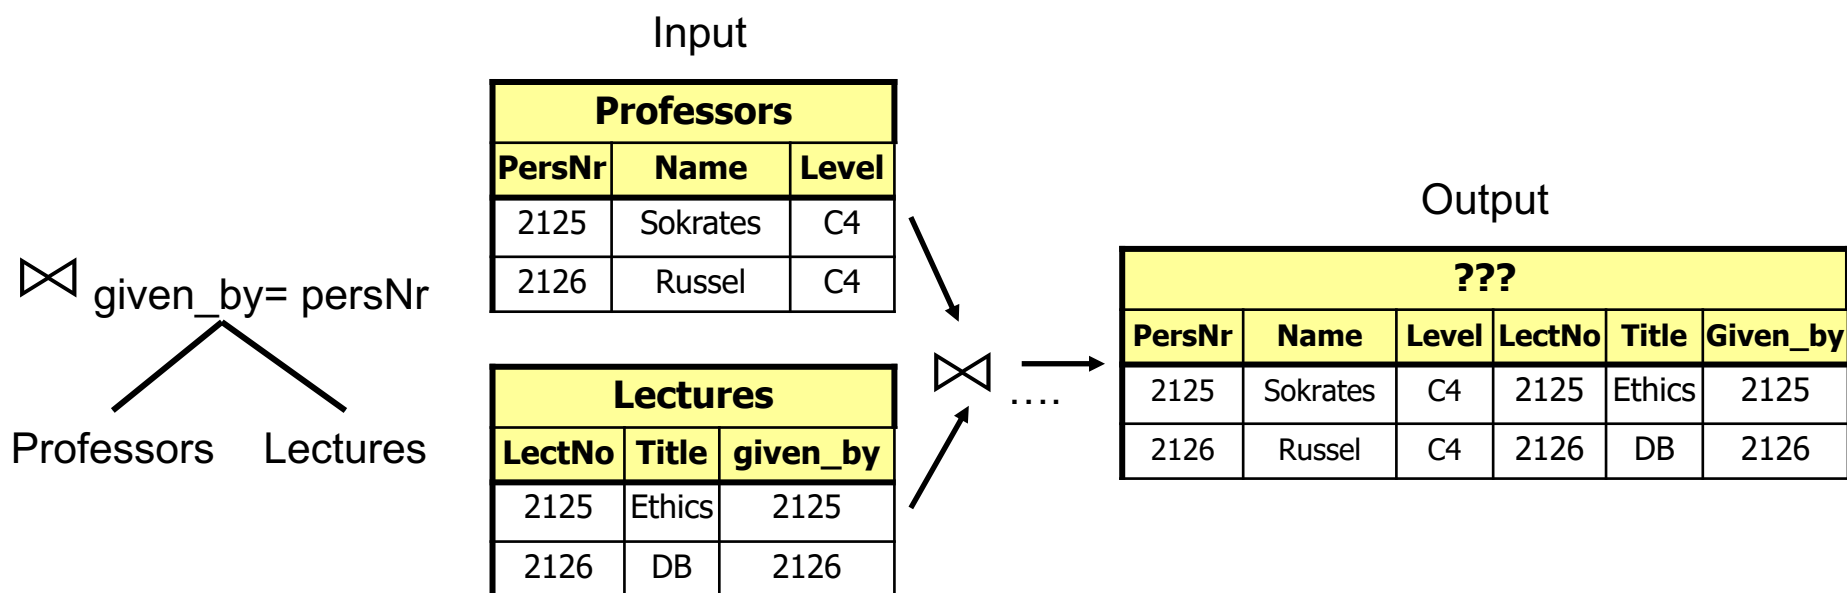 Input
Professors
PersNr Name Level
2125 Sokrates C4
2126 Russel C4
given_by= persNr
Professors Lectures
Lectures
LectNo Title given_by
2125 Ethics 2125
2126 DB 2126
....
Output
???
PersNr Name Level LectNo Title Given_by
2125 Sokrates C4 2125 Ethics 2125
2126 Russel C4 2126 DB 2126